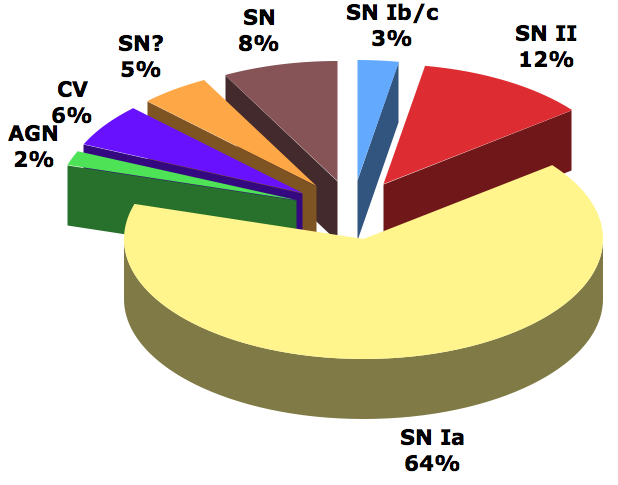 SN Ib/c
3%
SN II
12%
SN
8%
SN?
5%
CV
6%
AGN
2%
SN Ia
64%